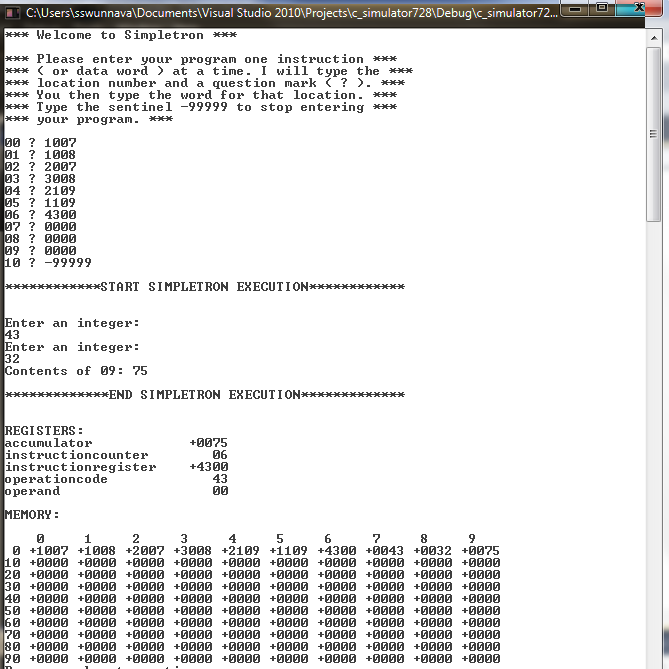 C:\Users\sswunnava\Documents\Visual Studio 2010\Projects\c_simulator728\Debug\c_simulator72...
*** Welcome to Simpletron ***
*** Please enter your program one instruction ***
*** ( or data word ) at a time. I will type the ***
*** location number and a question mark ( ? ). ***
*** You then type the word for that location. ***
*** Type the sentinel -99999 to stop entering ***
*** your program. ***
00 ? 1007
01 ? 1008
02 ? 2007
03 ? 3008
04 ? 2109
05 ? 1109
06 ? 4300
07 ? 0000
08 ? 0000
09 ? 0000
10 ? -99999
************START SIMPLETRON EXECUTION************
Enter an integer:
43
Enter an integer:
32
Contents of 09: 75
*************END SIMPLETRON EXECUTION*************
REGISTERS:
accumulator +0075
instructioncounter 06
instructionregister +4300
operationcode 43
operand 00
MEMORY:
0 1 2 3 4 5 6 7 8 9
0 +1007 +1008 +2007 +3008 +2109 +1109 +4300 +0043 +0032 +0075
10 +0000 +0000 +0000 +0000 +0000 +0000 +0000 +0000 +0000 +0000
20 +0000 +0000 +0000 +0000 +0000 +0000 +0000 +0000 +0000 +0000
30 +0000 +0000 +0000 +0000 +0000 +0000 +0000 +0000 +0000 +0000
40 +0000 +0000 +0000 +0000 +0000 +0000 +0000 +0000 +0000 +0000
50 +0000 +0000 +0000 +0000 +0000 +0000 +0000 +0000 +0000 +0000
60 +0000 +0000 +0000 +0000 +0000 +0000 +0000 +0000 +0000 +0000
70 +0000 +0000 +0000 +0000 +0000 +0000 +0000 +0000 +0000 +0000
80 +0000 +0000 +0000 +0000 +0000 +0000 +0000 +0000 +0000 +0000
90 +0000 +0000 +0000 +0000 +0000 +0000 +0000 +0000 +0000 +0000